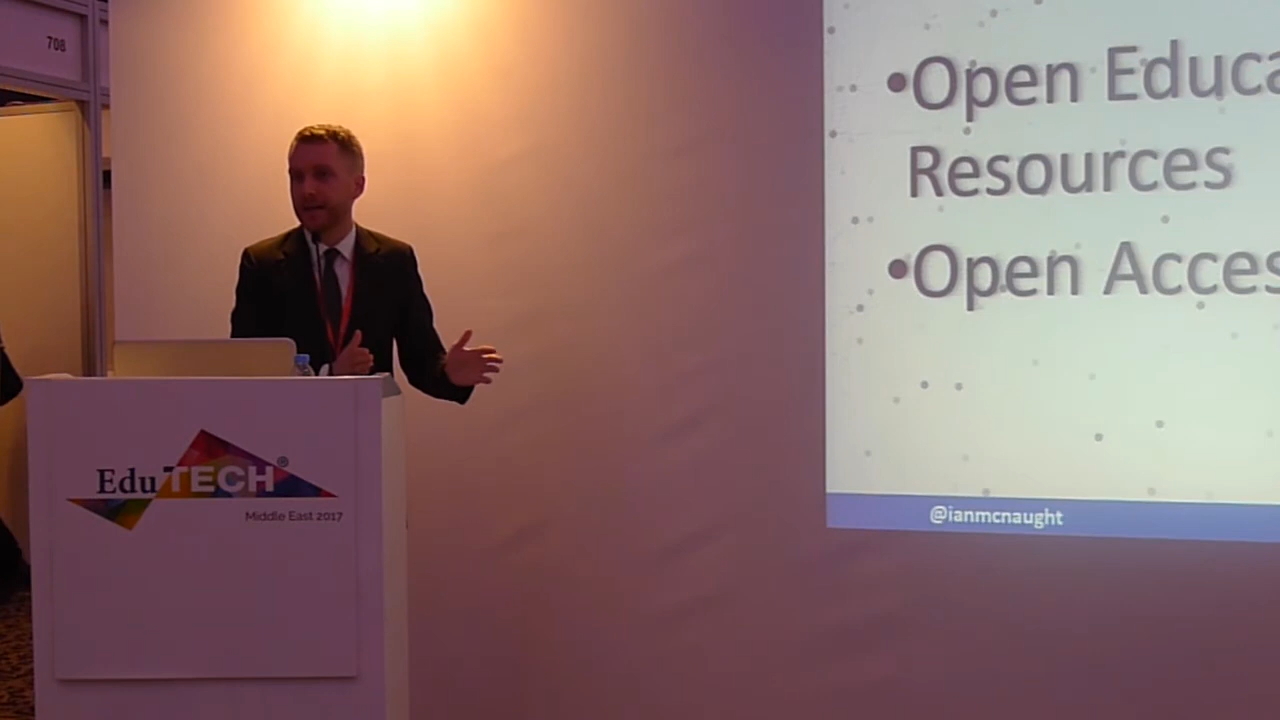 708
•Open Educa
Resources
•Open Acces
@ianmcnaught
EduTECH®
Middle East 2017